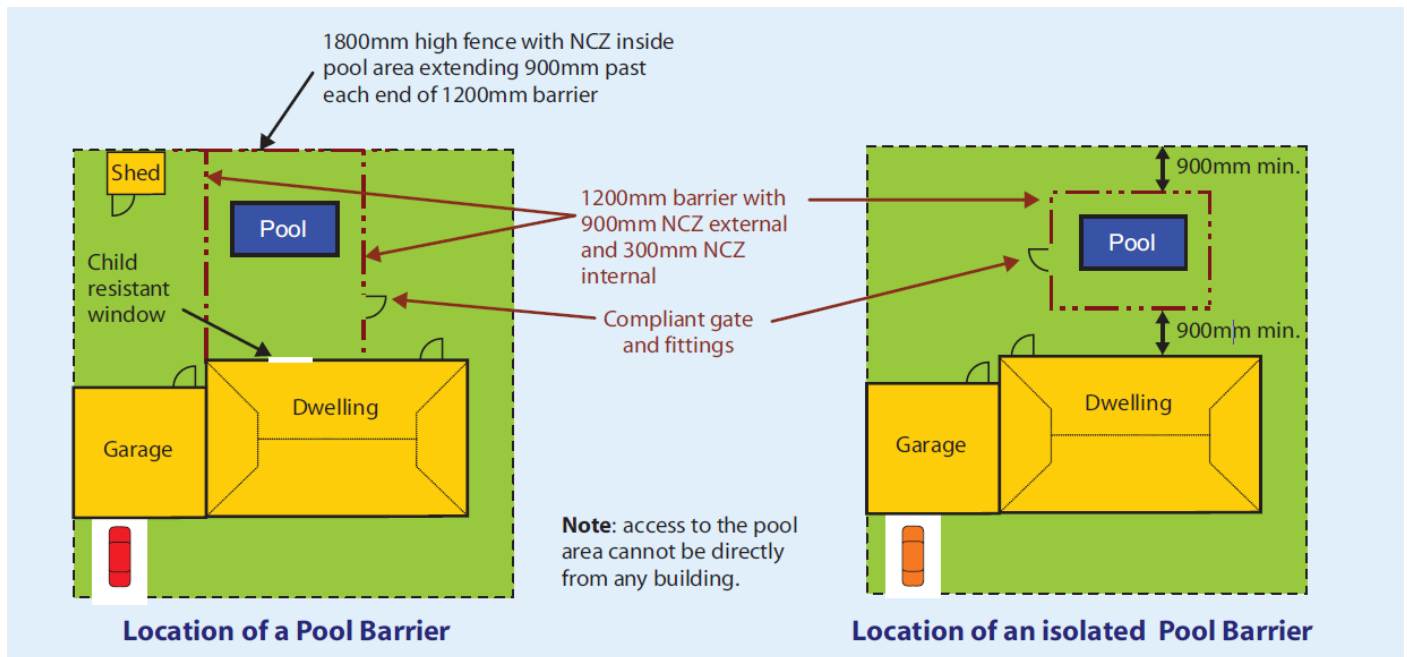 1800mm high fence with NCZ inside
pool area extending 900mm past
each end of 1200mm barrier
Shed
Pool
Child
resistant
window
Dwelling
Garage
1200mm barrier with
900mm NCZ external
and 300mm NCZ
internal
Compliant gate
and fittings
Note: access to the pool
area cannot be directly
from any building.
900mm min.
Pool
900mm min.
Dwelling
Garage
Location of a Pool Barrier
Location of an isolated Pool Barrier